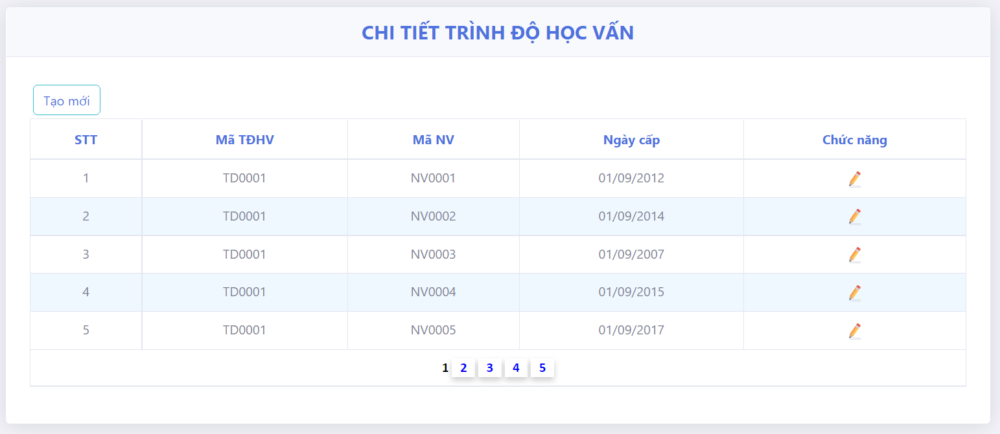 CHI TIẾT TRÌNH ĐỘ HỌC VẤN
Tạo mới
STT Mã TĐHV Mã NV Ngày cấp Chức năng
1 TD0001 NV0001 01/09/2012
2 TD0001 NV0002 01/09/2014
3 TD0001 NV0003 01/09/2007
4 TD0001 NV0004 01/09/2015
5 TD0001 NV0005 01/09/2017
1 2 3 4 5